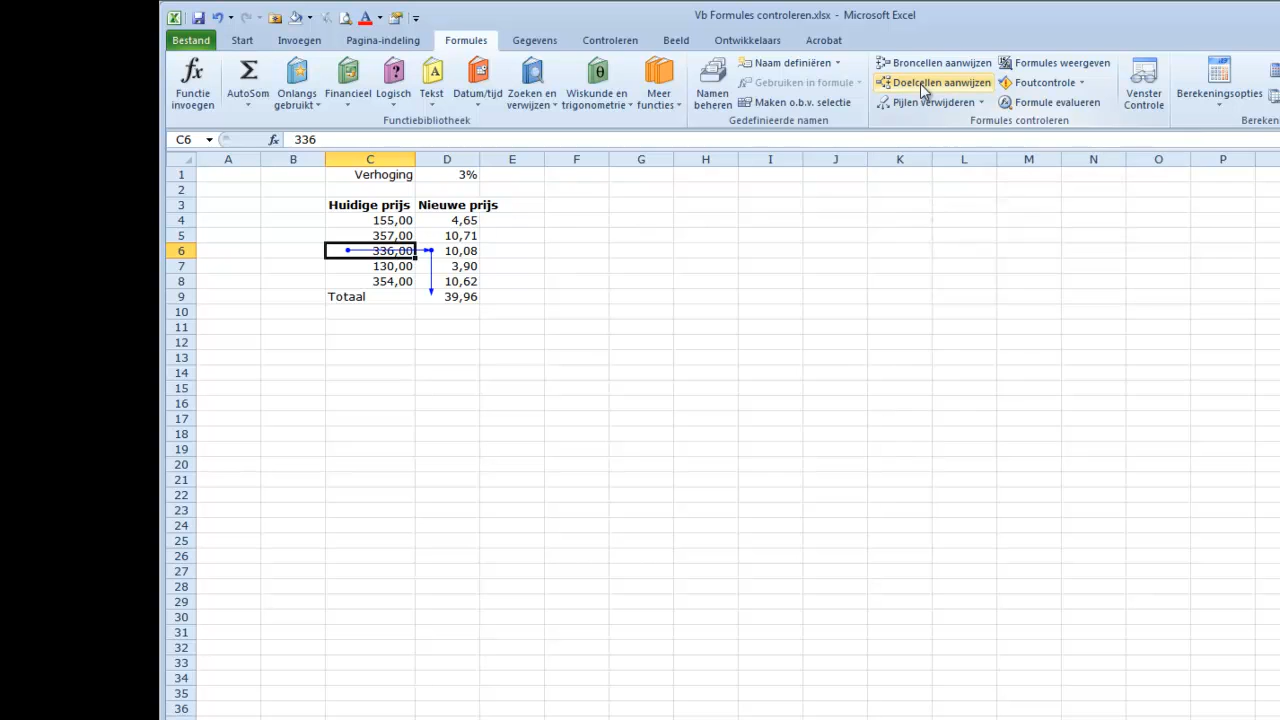 Vb Formules controleren.xlsx - Microsoft Excel
Bestand Start Invoegen Pagina-indeling Formules Gegevens Controleren Beeld Ontwikkelaars Acrobat
Functie invoegen
AutoSom
Onlangs gebruikt
Financieel
Logisch
Tekst
Datum/tijd
Zoeken en verwijzen
Wiskunde en trigonometrie
Meer functies
Functiebibliotheek
Namen beheren
Naam definiëren
Gebruiken in formule
Maken o.b.v. selectie
Gedefinieerde namen
Broncellen aanwijzen
Doelcellen aanwijzen
Pijlen verwijderen
Formules weergeven
Foutcontrole
Formule evalueren
Formules controleren
Venster Controle
Berekeningsopties
Bereken
C6 fx 336
A B C D E F G H I J K L M N O P
1 Verhoging 3%
2
3 Huidige prijs Nieuwe prijs
4 155,00 4,65
5 357,00 10,71
6 336,00 10,08
7 130,00 3,90
8 354,00 10,62
9 Totaal 39,96
10
11
12
13
14
15
16
17
18
19
20
21
22
23
24
25
26
27
28
29
30
31
32
33
34
35
36